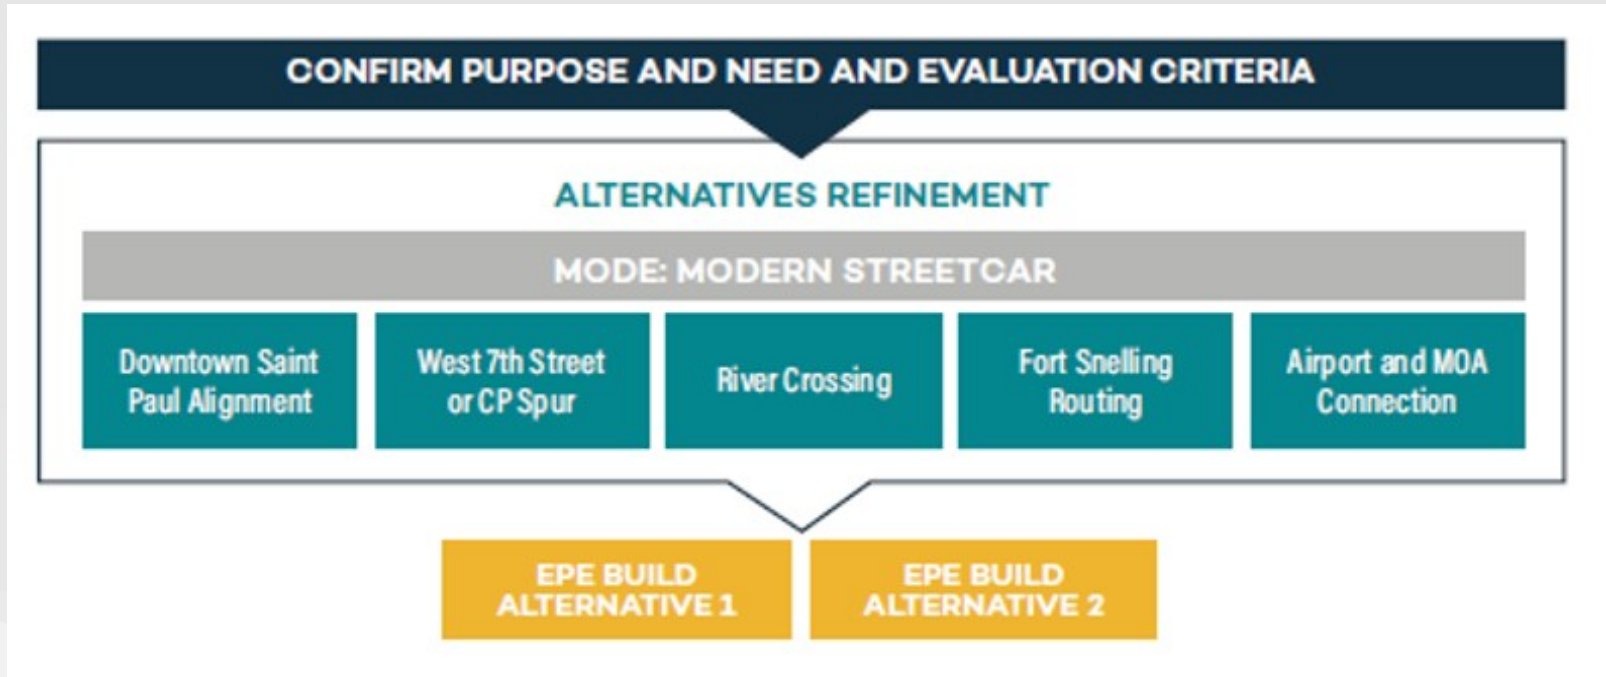 CONFIRM PURPOSE AND NEED AND EVALUATION CRITERIA
ALTERNATIVES REFINEMENT
MODE: MODERN STREETCAR
Downtown Saint
Paul Alignment
West 7th Street
or CP Spur
River Crossing
Fort Snelling
Routing
Airport and MOA
Connection
EPE BUILD
ALTERNATIVE 1
EPE BUILD
ALTERNATIVE 2